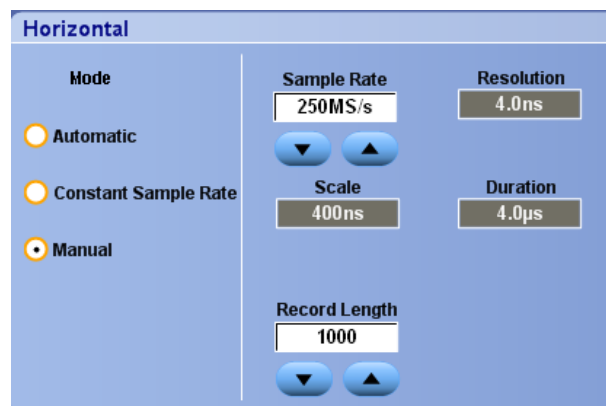 Horizontal
Mode
Automatic
Constant Sample Rate
Manual
Sample Rate
250MS/s
Resolution
4.0ns
Scale
400ns
Duration
4.0µs
Record Length
1000